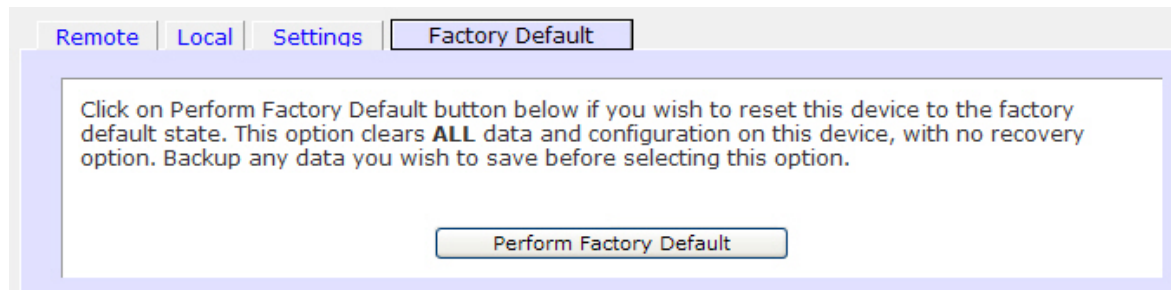 Remote Local Settings Factory Default
Click on Perform Factory Default button below if you wish to reset this device to the factory
default state. This option clears ALL data and configuration on this device, with no recovery
option. Backup any data you wish to save before selecting this option.
Perform Factory Default